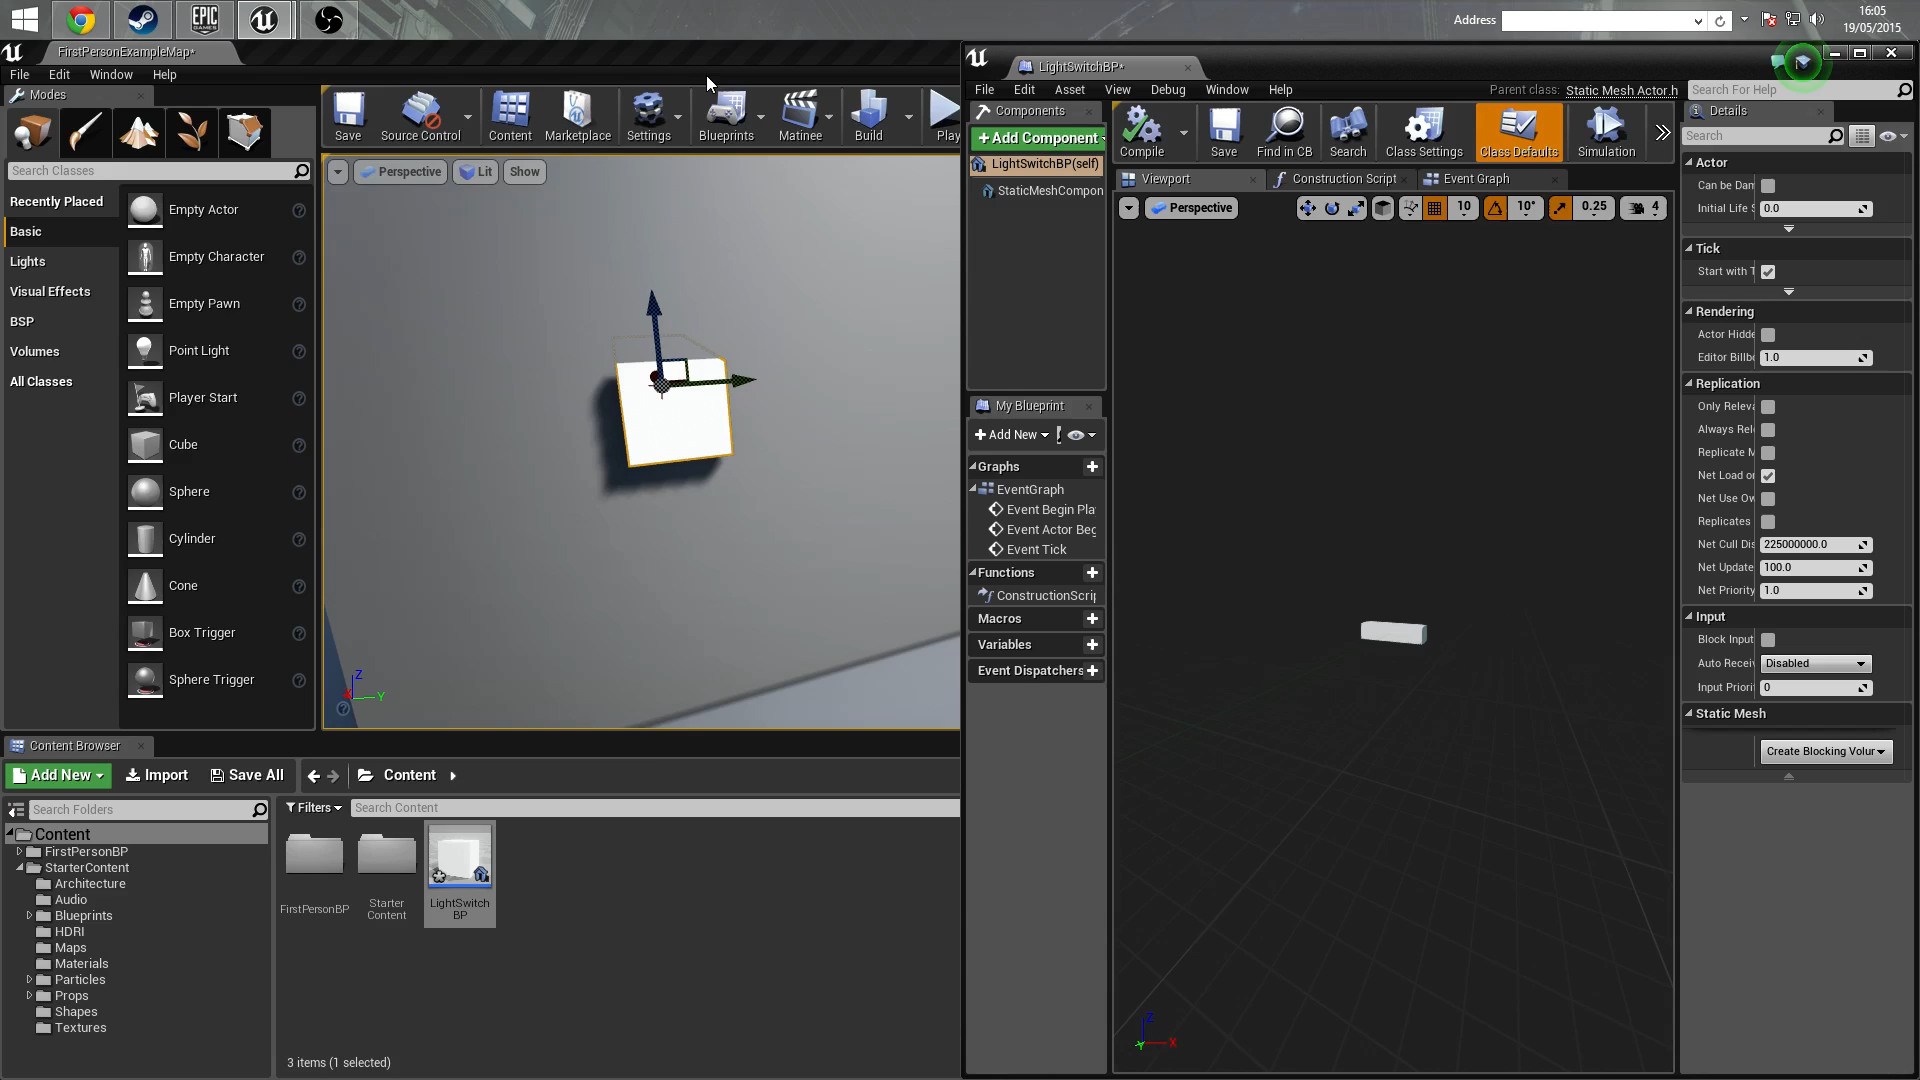 Address
16:05
19/05/2015
EPIC
GAMES
FirstPersonExampleMap*
File Edit Window Help
Modes
Search Classes
Recently Placed
Basic
Lights
Visual Effects
BSP
Volumes
All Classes
Empty Actor
Empty Character
Empty Pawn
Point Light
Player Start
Cube
Sphere
Cylinder
Cone
Box Trigger
Sphere Trigger
Save
Source Control
Content
Marketplace
Settings
Blueprints
Matinee
Build
Play
Perspective
Lit
Show
Z
X
Y
Content Browser
Add New
Import
Save All
Content
Search Folders
Filters
Search Content
Content
FirstPersonBP
StarterContent
Architecture
Audio
Blueprints
HDRI
Maps
Materials
Particles
Props
Shapes
Textures
FirstPersonBP
Starter
Content
LightSwitch
BP
3 items (1 selected)
LightSwitchBP*
File Edit Asset View Debug Window Help
Parent class: Static Mesh Actor.h
Search For Help
Components
+Add Component
LightSwitchBP(self)
StaticMeshCompon
Compile
Save
Find in CB
Search
Class Settings
Class Defaults
Simulation
Viewport
Construction Script
Event Graph
Perspective
10
10°
0.25
4
Z
X
Y
My Blueprint
+Add New
Graphs
EventGraph
Event Begin Pla
Event Actor Beg
Event Tick
Functions
ConstructionScrip
Macros
Variables
Event Dispatchers
Details
Search
Actor
Can be Dam
Initial Life S
0.0
Tick
Start with T
Rendering
Actor Hidde
Editor Billbo
1.0
Replication
Only Releva
Always Rel
Replicate M
Net Load on
Net Use Ow
Replicates
Net Cull Dis
225000000.0
Net Update
100.0
Net Priority
1.0
Input
Block Input
Auto Recei
Disabled
Input Priori
0
Static Mesh
Create Blocking Volum